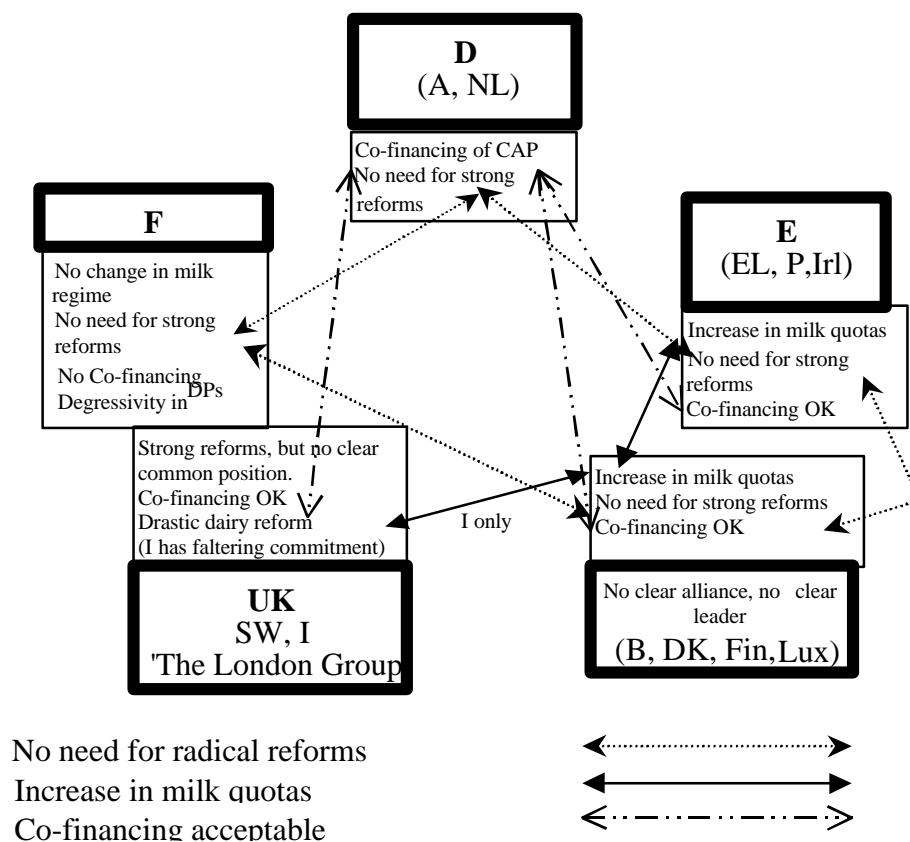 D
(A, NL)
Co-financing of CAP
No need for strong
reforms
F
No change in milk
regime
No need for strong
reforms
No Co-financing
Degressivity in DPs
E
(EL, P,Irl)
Increase in milk quotas
No need for strong
reforms
Co-financing OK
Strong reforms, but no clear
common position.
Co-financing OK
Drastic dairy reform
(I has faltering commitment)
I only
Increase in milk quotas
No need for strong reforms
Co-financing OK
UK
SW, I
'The London Group
No clear alliance, no clear
leader
(B, DK, Fin,Lux)
No need for radical reforms
Increase in milk quotas
Co-financing acceptable